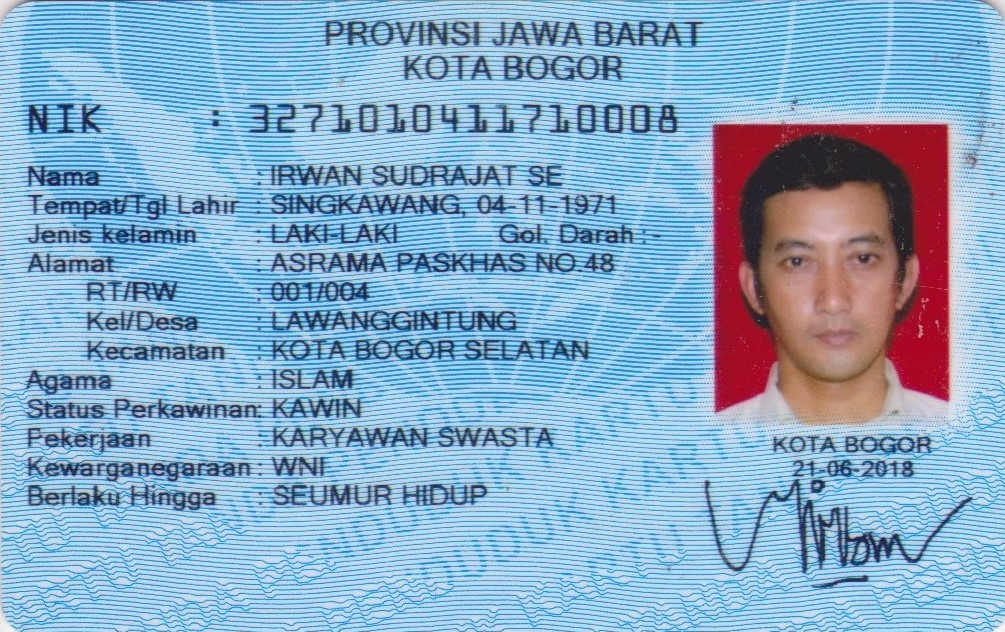 PROVINSI JAWA BARAT
KOTA BOGOR
NIK : 3271010411710008
Nama : IRWAN SUDRAJAT SE
Tempat/Tgl Lahir : SINGKAWANG, 04-11-1971
Jenis kelamin : LAKI-LAKI Gol. Darah : -
Alamat : ASRAMA PASKHAS NO.48
RT/RW : 001/004
Kel/Desa : LAWANGGINTUNG
Kecamatan : KOTA BOGOR SELATAN
Agama : ISLAM
Status Perkawinan: KAWIN
Pekerjaan : KARYAWAN SWASTA
Kewarganegaraan : WNI
Berlaku Hingga : SEUMUR HIDUP
KOTA BOGOR
21-06-2018